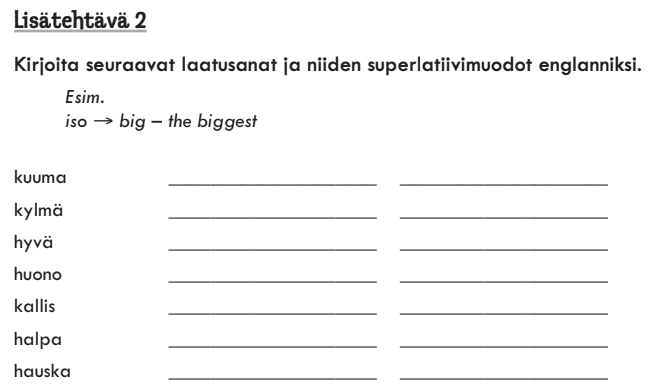 Lisätehtävä 2
Kirjoita seuraavat laatusanat ja niiden superlatiivimuodot englanniksi.
Esim.
iso → big – the biggest
kuuma
kylmä
hyvä
huono
kallis
halpa
hauska